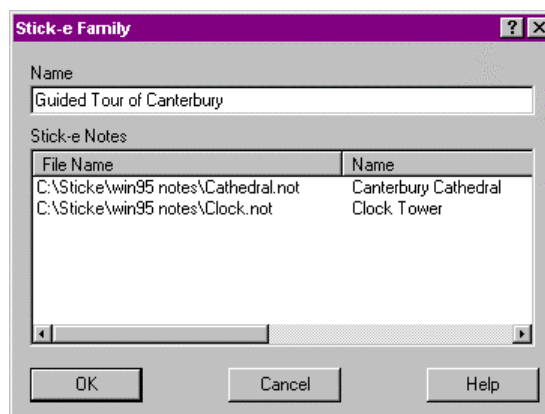 Stick-e Family
Name
Guided Tour of Canterbury
Stick-e Notes
File Name Name
C:\Sticke\win95 notes\Cathedral.not Canterbury Cathedral
C:\Sticke\win95 notes\Clock.not Clock Tower
OK Cancel Help